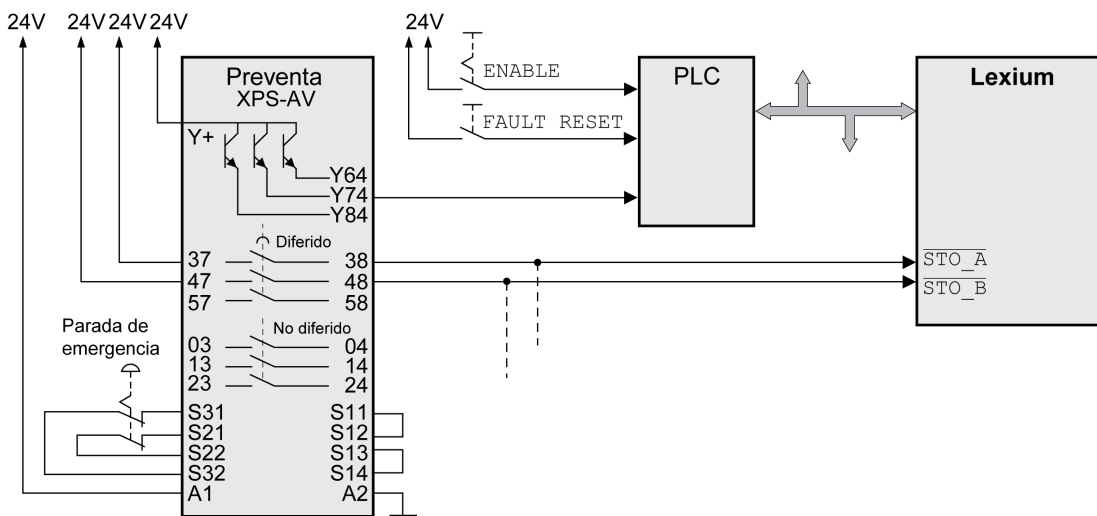 24V 24V 24V 24V 24V
Preventa
XPS-AV
Y+
Y64
Y74
Y84
ENABLE
FAULT RESET
PLC
Lexium
Diferido
37 38
47 48
57 58
STO_A
STO_B
No diferido
03 04
13 14
23 24
Parada de
emergencia
S31 S11
S21 S12
S22 S13
S32 S14
A1 A2